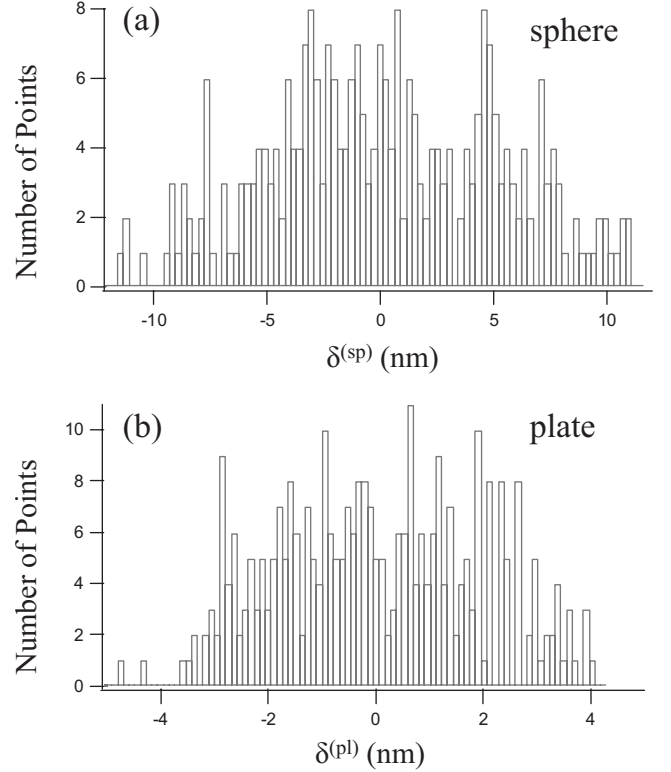 (a)
sphere
Number of Points
8
6
4
2
0
-10 -5 0 5 10
δ(sp) (nm)
(b)
plate
Number of Points
10
8
6
4
2
0
-4 -2 0 2 4
δ(pl) (nm)